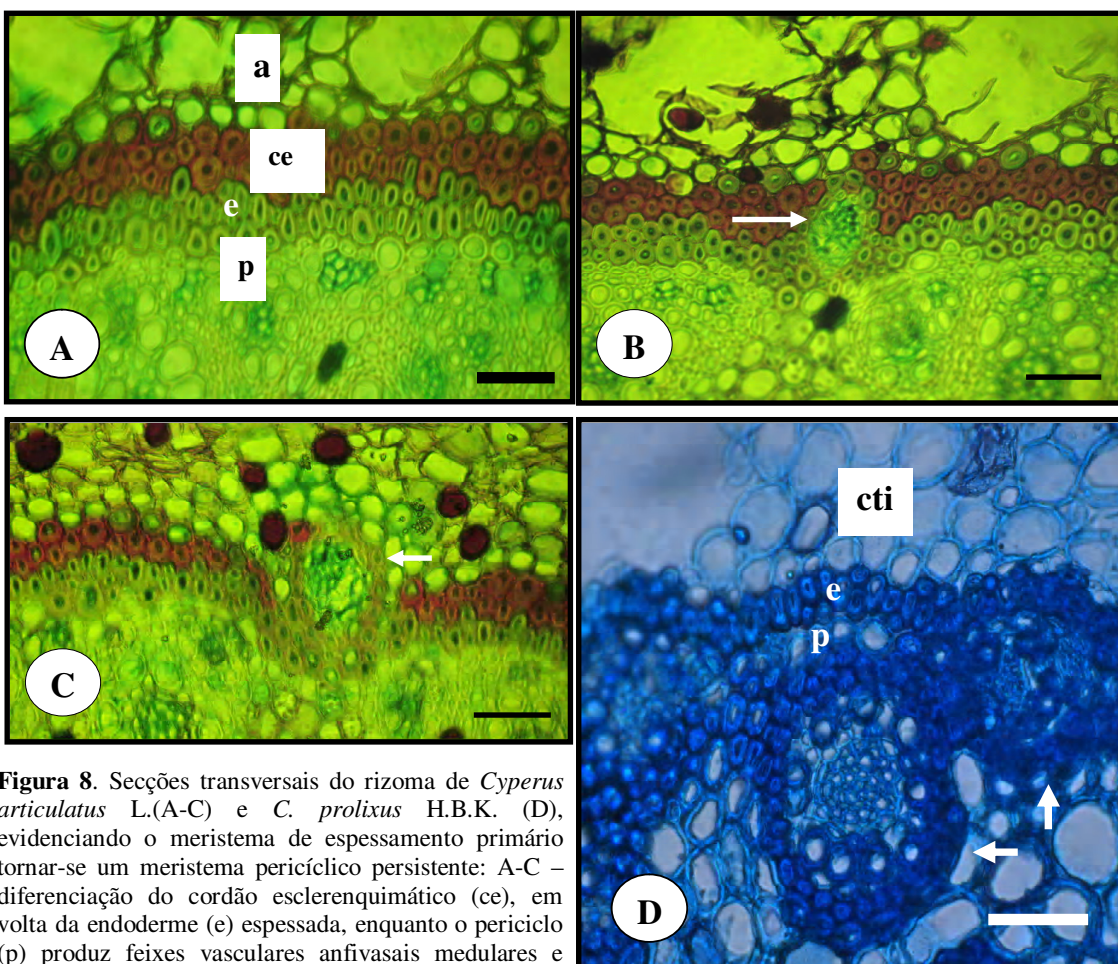 a
ce
e
p
A
B
C
cti
e
p
D
Figura 8. Secções transversais do rizoma de Cyperus
articulatus L.(A-C) e C. prolixus H.B.K. (D),
evidenciando o meristema de espessamento primário
tornar-se um meristema pericíclico persistente: A-C –
diferenciação do cordão esclerenquimático (ce), em
volta da endoderme (e) espessada, enquanto o periciclo
(p) produz feixes vasculares anfivasais medulares e